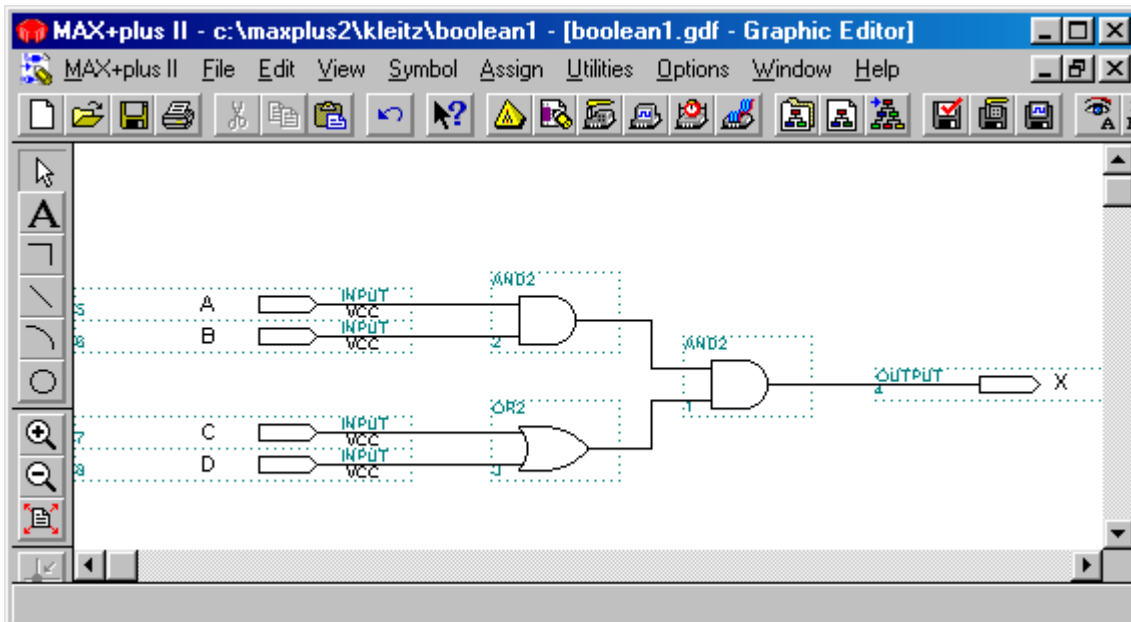 MAX+plus II - c:\maxplus2\kleitz\boolean1 - [boolean1.gdf - Graphic Editor]
MAX+plus II File Edit View Symbol Assign Utilities Options Window Help
A
AND2
5 A INPUT
VCC
6 B INPUT
VCC
2
AND2
1
OUTPUT
4
X
OR2
7 C INPUT
VCC
8 D INPUT
VCC
3